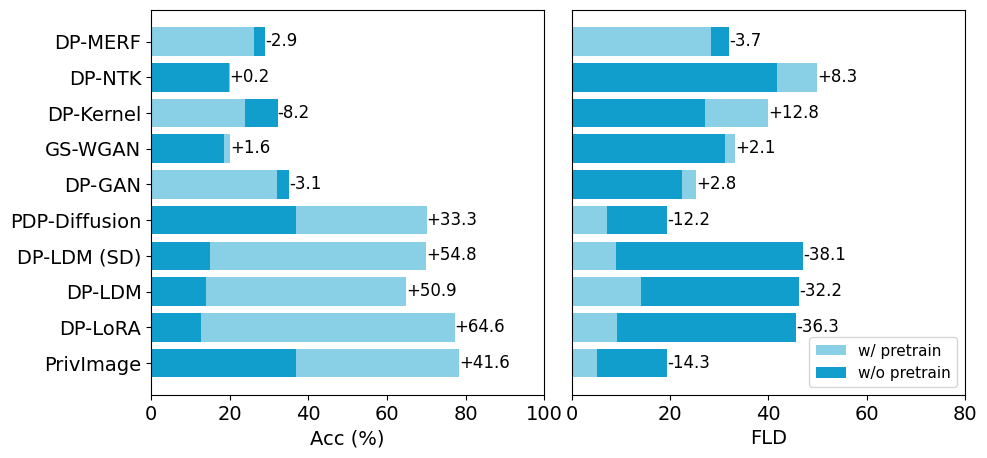 DP-MERF
DP-NTK
DP-Kernel
GS-WGAN
DP-GAN
PDP-Diffusion
DP-LDM (SD)
DP-LDM
DP-LoRA
PrivImage
-2.9
+0.2
-8.2
+1.6
-3.1
+33.3
+54.8
+50.9
+64.6
+41.6
0 20 40 60 80 100
Acc (%)
-3.7
+8.3
+12.8
+2.1
+2.8
-12.2
-38.1
-32.2
-36.3
-14.3
w/ pretrain
w/o pretrain
0 20 40 60 80
FLD